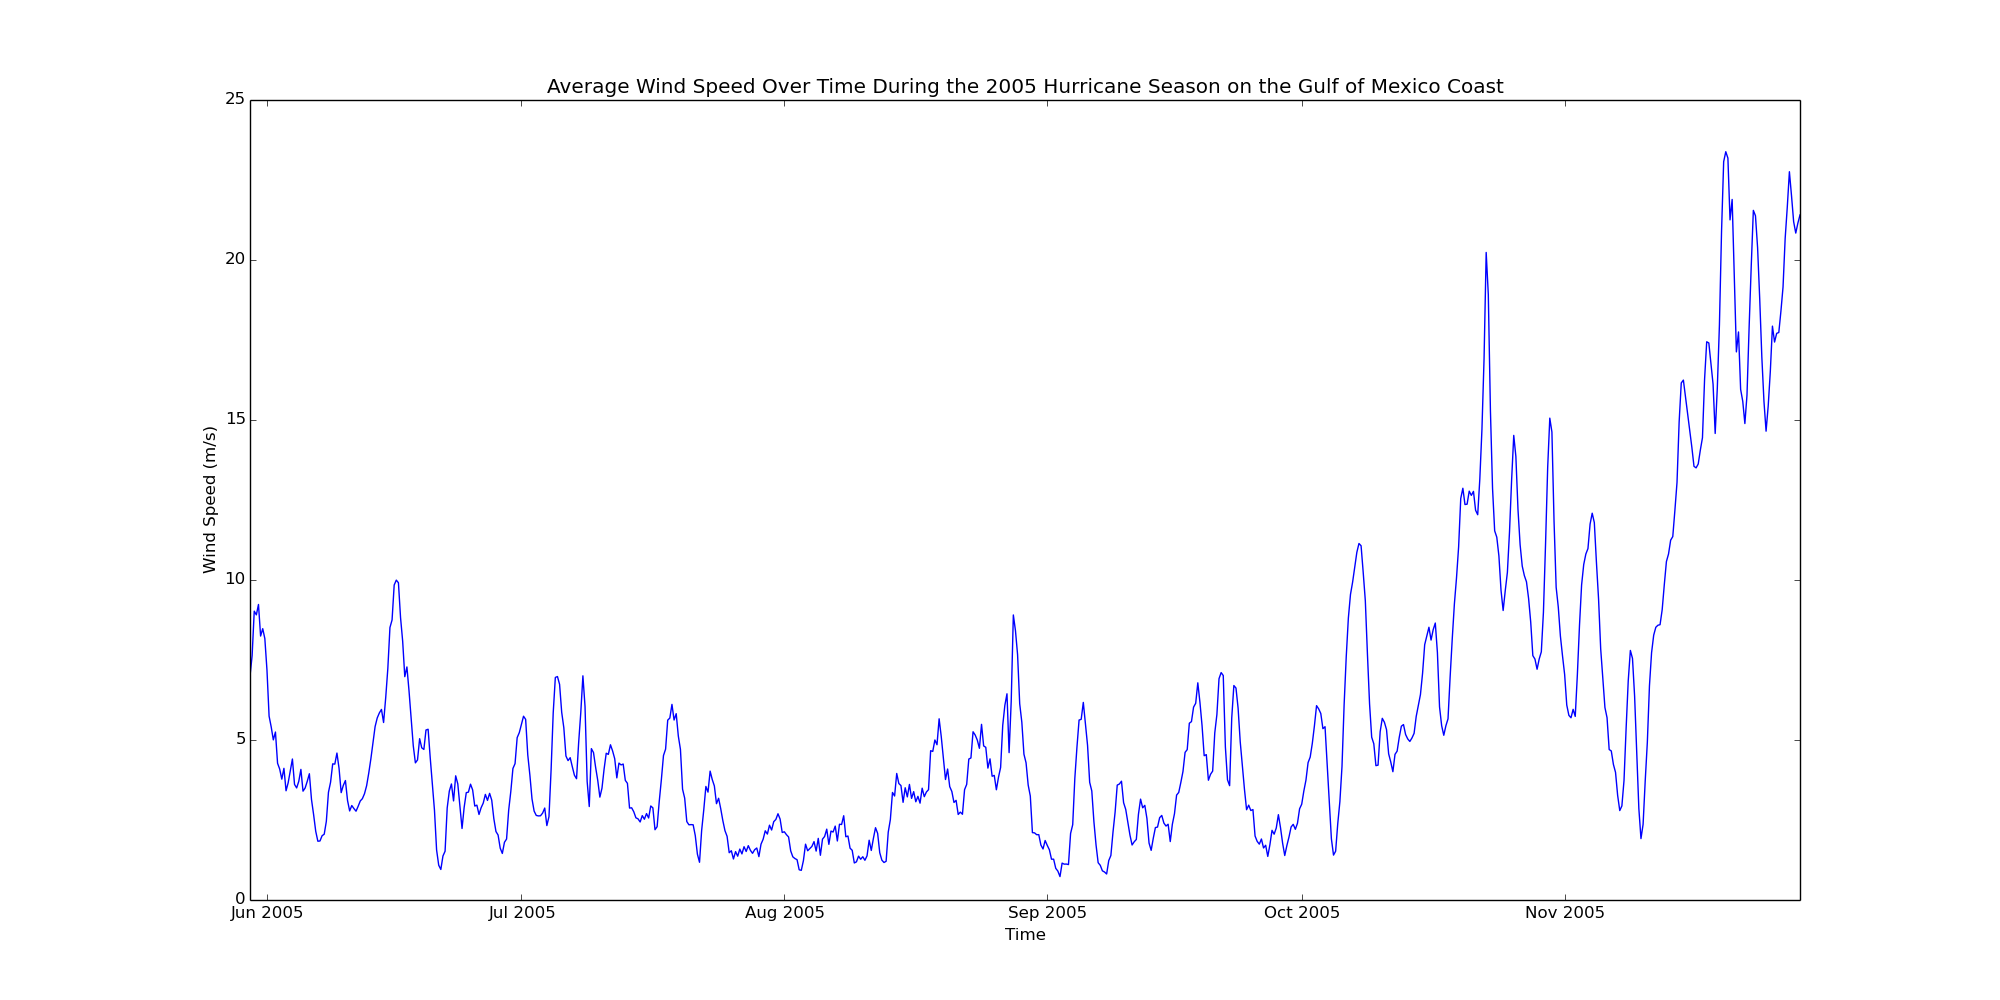 Average Wind Speed Over Time During the 2005 Hurricane Season on the Gulf of Mexico Coast
25
20
15
10
5
0
Wind Speed (m/s)
Jun 2005 Jul 2005 Aug 2005 Sep 2005 Oct 2005 Nov 2005
Time